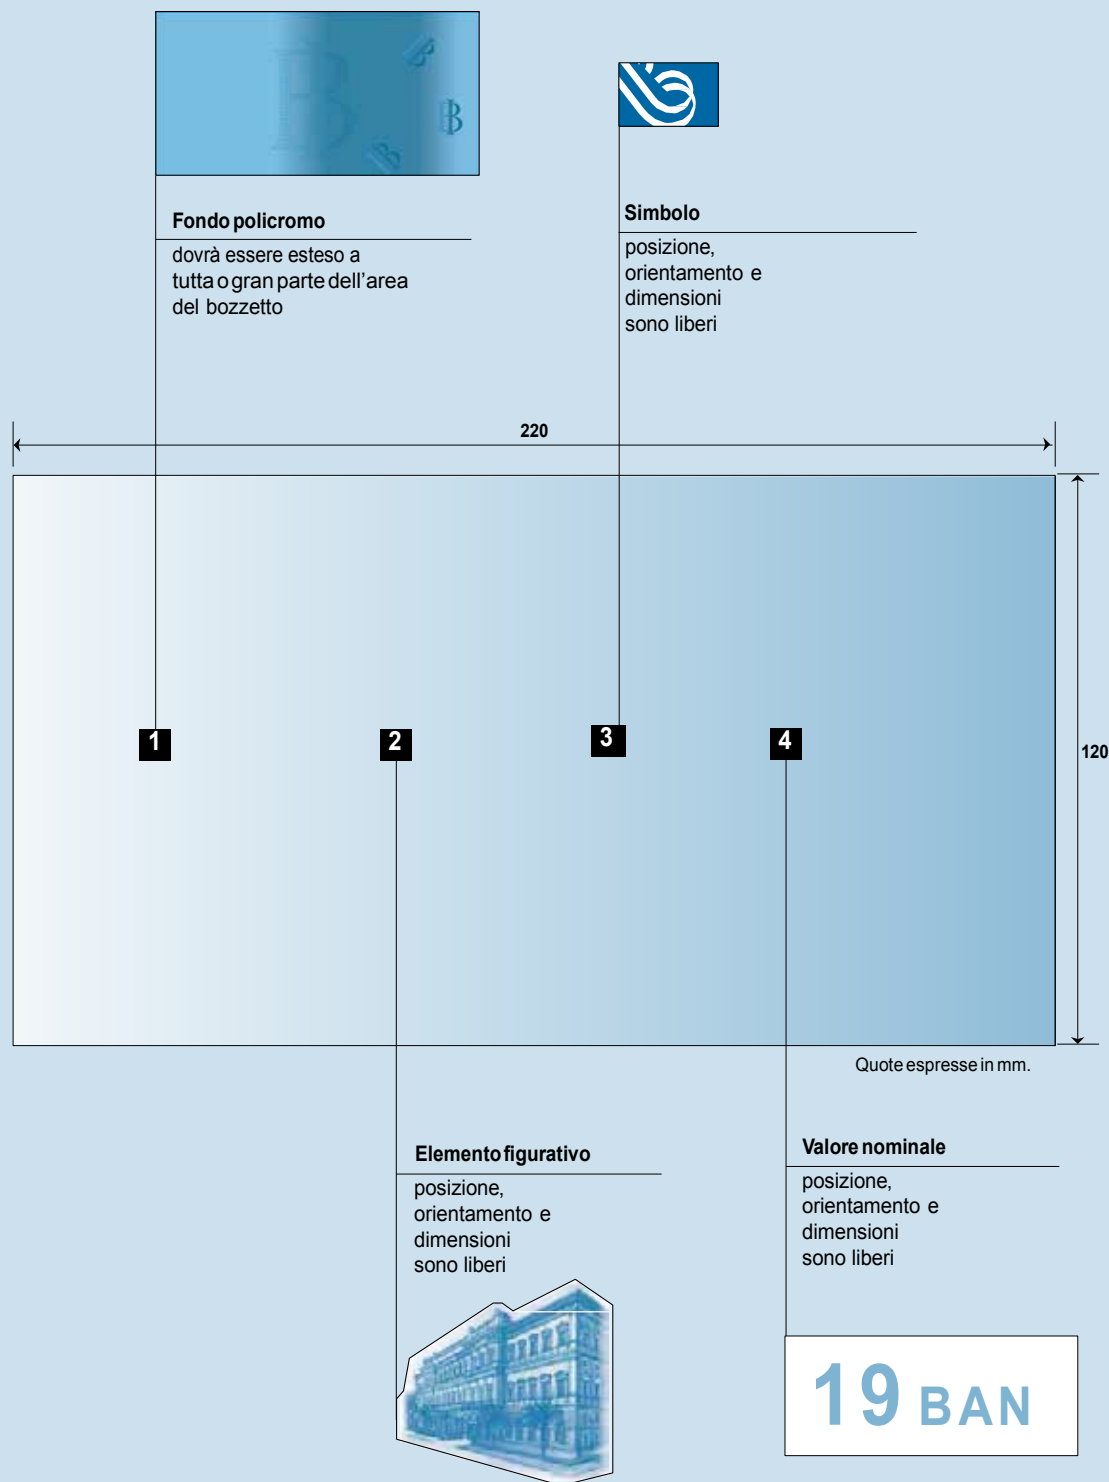 Fondo policromo
dovrà essere esteso a
tutta o gran parte dell'area
del bozzetto
Simbolo
posizione,
orientamento e
dimensioni
sono liberi
220
1
2
3
4
120
Quote espresse in mm.
Elemento figurativo
posizione,
orientamento e
dimensioni
sono liberi
Valore nominale
posizione,
orientamento e
dimensioni
sono liberi
19 BAN